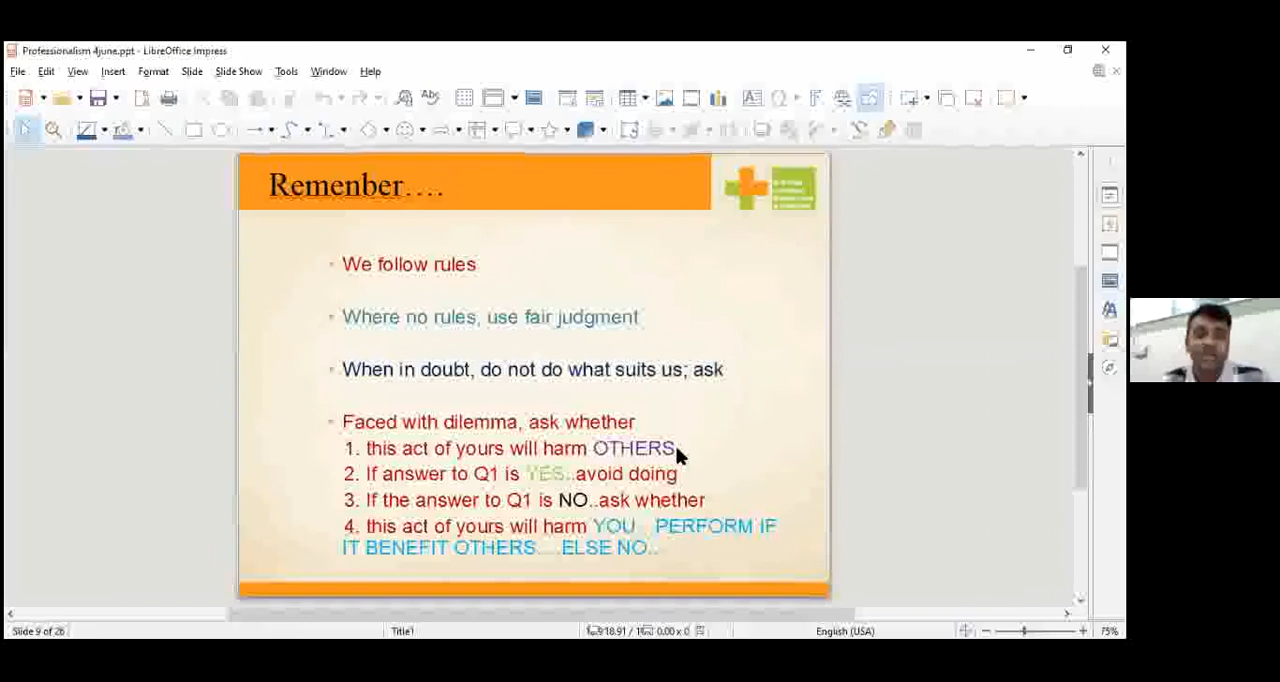 Professionalism 4june.ppt - LibreOffice Impress
File Edit View Insert Format Slide Slide Show Tools Window Help
Remenber....
We follow rules
Where no rules, use fair judgment
When in doubt, do not do what suits us; ask
Faced with dilemma, ask whether
1. this act of yours will harm OTHERS
2. If answer to Q1 is YES..avoid doing
3. If the answer to Q1 is NO..ask whether
4. this act of yours will harm YOU PERFORM IF
IT BENEFIT OTHERS....ELSE NO..
Slide 9 of 26 Title1 0.00 x 0 English (USA) 75%